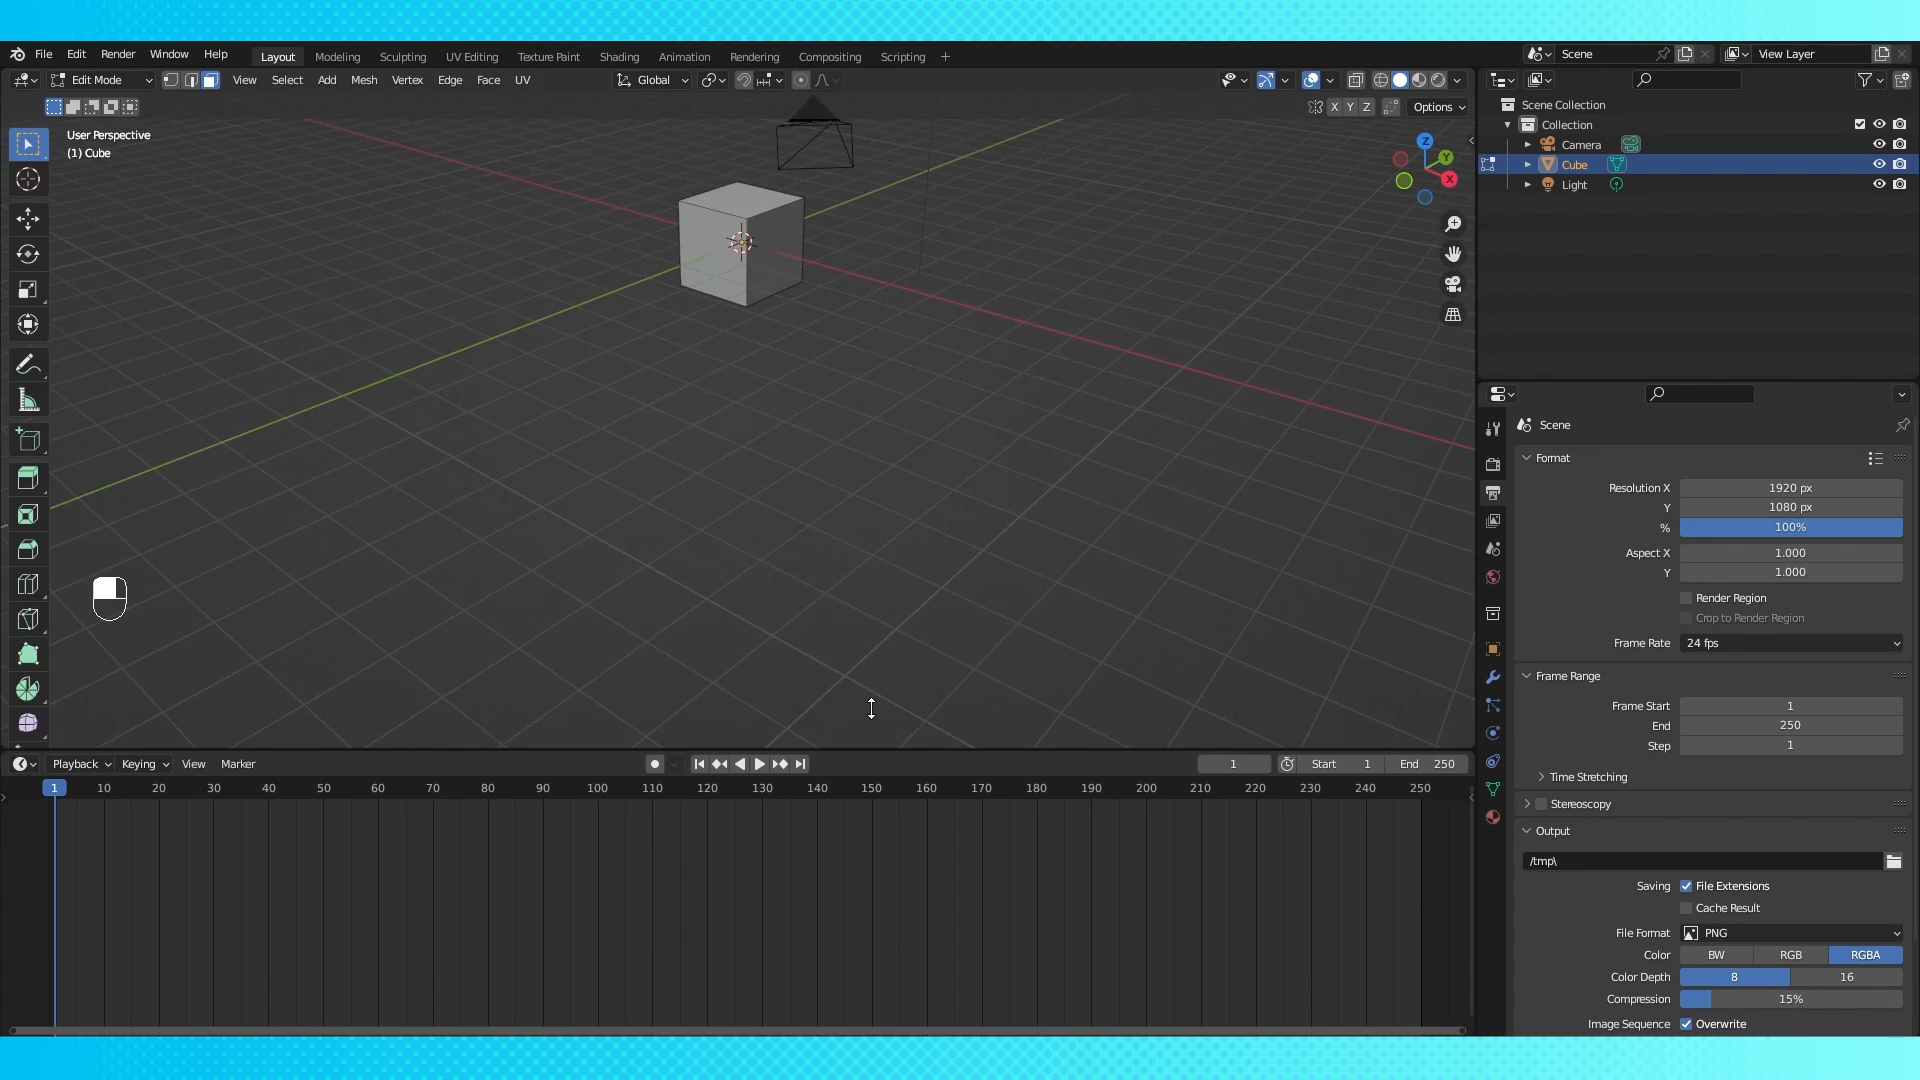 File Edit Render Window Help Layout Modeling Sculpting UV Editing Texture Paint Shading Animation Rendering Compositing Scripting + Scene View Layer
Edit Mode View Select Add Mesh Vertex Edge Face UV Global
X Y Z Options
User Perspective
(1) Cube
Z
Y
X
Scene Collection
Collection
Camera
Cube
Light
Scene
Format
Resolution X 1920 px
Y 1080 px
% 100%
Aspect X 1.000
Y 1.000
Render Region
Crop to Render Region
Frame Rate 24 fps
Frame Range
Frame Start 1
End 250
Step 1
Time Stretching
Stereoscopy
Output
/tmp\
Saving File Extensions
Cache Result
File Format PNG
Color BW RGB RGBA
Color Depth 8 16
Compression 15%
Image Sequence Overwrite
Playback Keying View Marker 1 Start 1 End 250
1 10 20 30 40 50 60 70 80 90 100 110 120 130 140 150 160 170 180 190 200 210 220 230 240 250